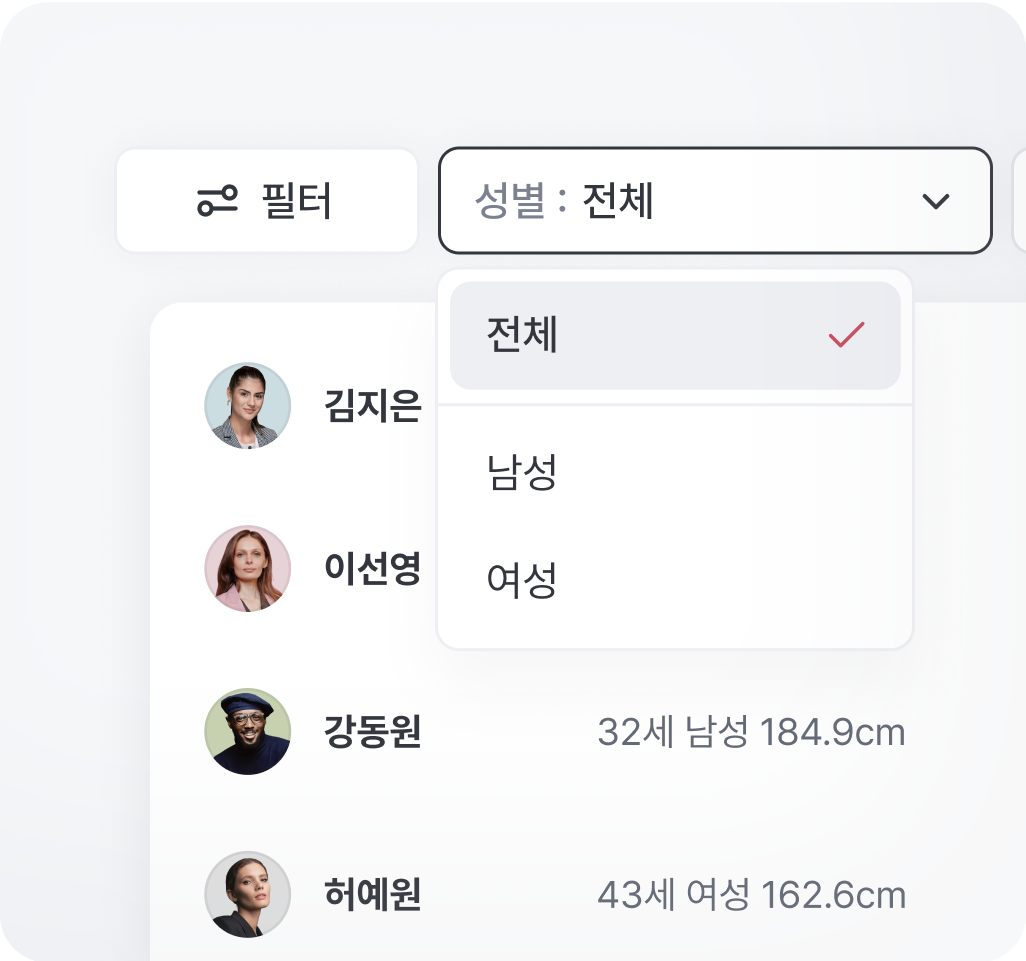 필터
성별 : 전체
전체
남성
여성
김지은
이선영
강동원 32세 남성 184.9cm
허예원 43세 여성 162.6cm